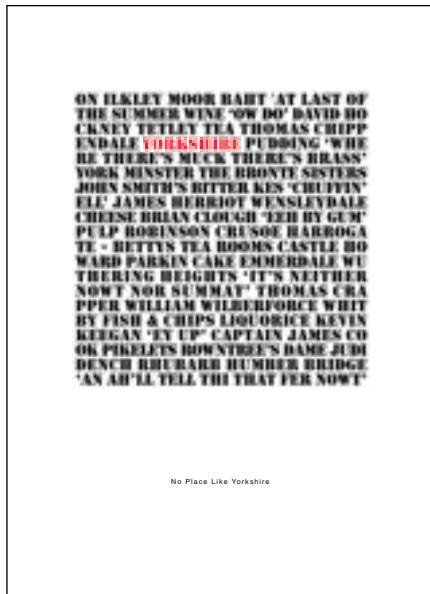 ON ILKLEY MOOR BAHT 'AT LAST OF
THE SUMMER WINE 'OW DO' DAVID HO
CKNEY TETLEY TEA THOMAS CHIPP
ENDALE YORKSHIRE PUDDING 'WHE
RE THERE'S MUCK THERE'S BRASS'
YORK MINSTER THE BRONTE SISTERS
JOHN SMITH'S BITTER KES 'CHUFFIN'
ELL' JAMES HERRIOT WENSLEYDALE
CHEESE BRIAN CLOUGH 'EEH BY GUM'
PULP ROBINSON CRUSOE HARROGA
TE - BETTYS TEA ROOMS CASTLE HO
WARD PARKIN CAKE EMMERDALE WU
THERING HEIGHTS 'IT'S NEITHER
NOWT NOR SUMMAT' THOMAS CRA
PPER WILLIAM WILBERFORCE WHIT
BY FISH & CHIPS LIQUORICE KEVIN
KEEGAN 'EY UP' CAPTAIN JAMES CO
OK PIKELETS ROWNTREE'S DAME JUDI
DENCH RHUBARB HUMBER BRIDGE
'AN AH'LL TELL THI THAT FER NOWT'
No Place Like Yorkshire